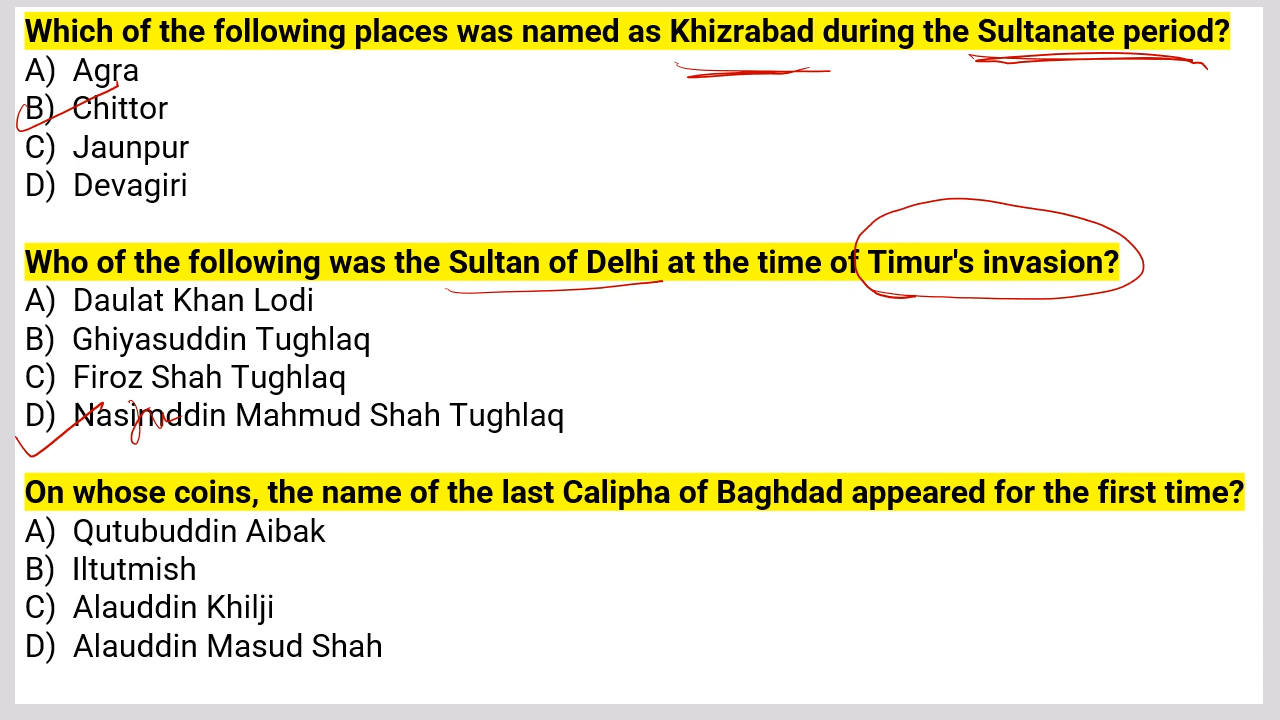 Which of the following places was named as Khizrabad during the Sultanate period?
A) Agra
B) Chittor
C) Jaunpur
D) Devagiri
Who of the following was the Sultan of Delhi at the time of Timur's invasion?
A) Daulat Khan Lodi
B) Ghiyasuddin Tughlaq
C) Firoz Shah Tughlaq
D) Nasiruddin Mahmud Shah Tughlaq
On whose coins, the name of the last Calipha of Baghdad appeared for the first time?
A) Qutubuddin Aibak
B) Iltutmish
C) Alauddin Khilji
D) Alauddin Masud Shah